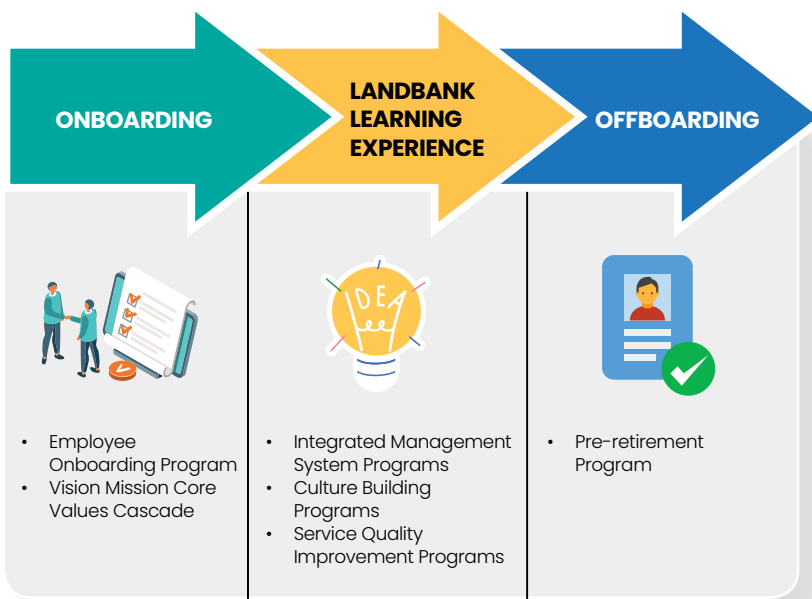 ONBOARDING
LANDBANK
LEARNING
EXPERIENCE
OFFBOARDING
IDEA
• Employee
Onboarding Program
• Vision Mission Core
Values Cascade
• Integrated Management
System Programs
• Culture Building
Programs
• Service Quality
Improvement Programs
• Pre-retirement
Program